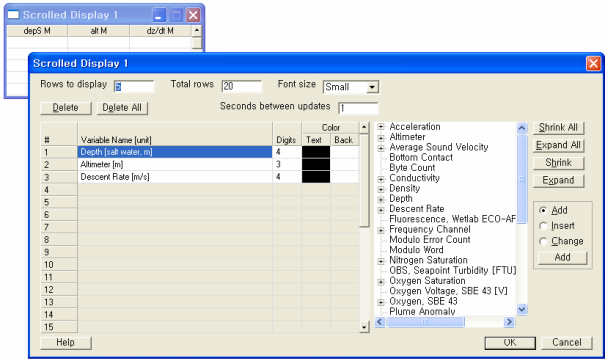 Scrolled Display 1
depS M alt M dz/dt M
Scrolled Display 1
Rows to display 5 Total rows 20 Font size Small
Delete Delete All Seconds between updates 1
Color
# Variable Name [unit] Digits Text Back
1 Depth [salt water, m] 4
2 Altimeter [m] 3
3 Descent Rate [m/s] 4
4
5
6
7
8
9
10
11
12
13
14
15
Acceleration
Altimeter
Average Sound Velocity
Bottom Contact
Byte Count
Conductivity
Density
Depth
Descent Rate
Fluorescence, Wetlab ECO-AF
Frequency Channel
Modulo Error Count
Modulo Word
Nitrogen Saturation
OBS, Seapoint Turbidity [FTU]
Oxygen Saturation
Oxygen Voltage, SBE 43 [V]
Oxygen, SBE 43
Plume Anomaly
Shrink All
Expand All
Shrink
Expand
Add
Insert
Change
Add
Help OK Cancel